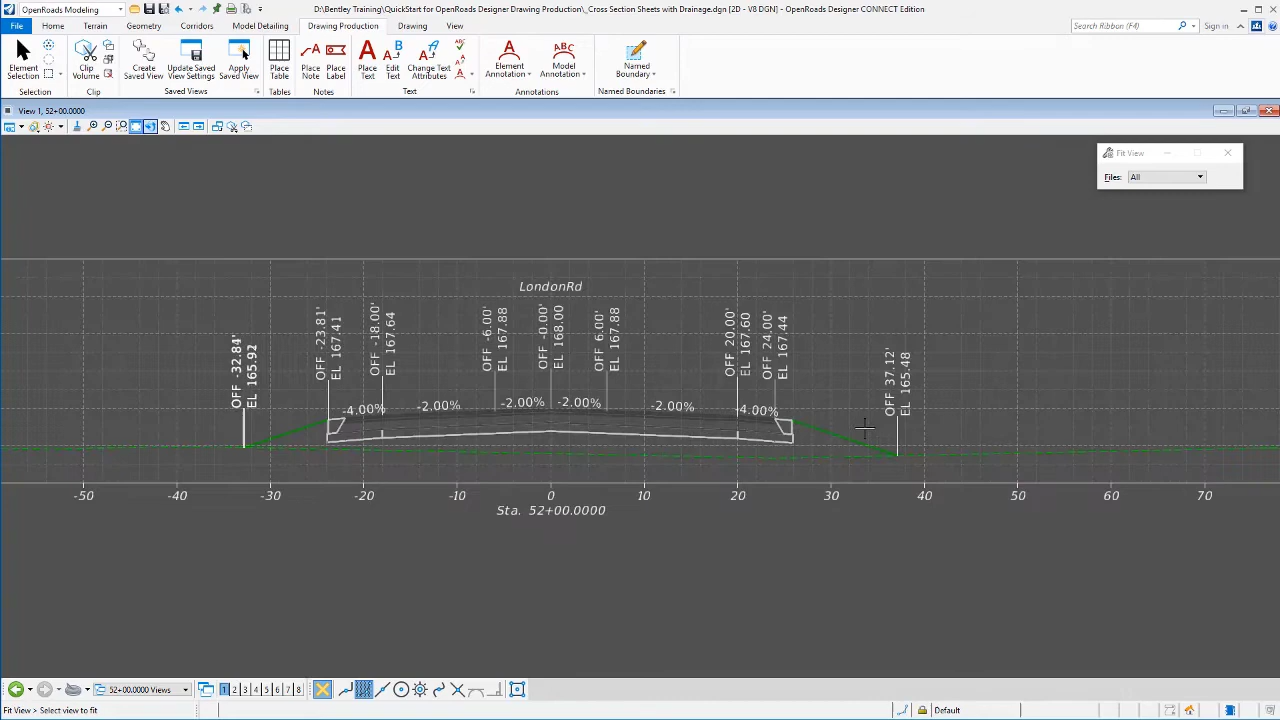 OpenRoads Modeling
D:\Bentley Training\QuickStart for OpenRoads Designer Drawing Production\_Cross Section Sheets with Drainage.dgn [2D - V8 DGN] - OpenRoads Designer CONNECT Edition
File
Home
Terrain
Geometry
Corridors
Model Detailing
Drawing Production
Drawing
View
Search Ribbon (F4)
Sign in
Element Selection
Clip Volume
Create Saved View
Update Saved View Settings
Apply Saved View
Place Table
Place Note
Place Label
Place Text
Edit Text
Change Text Attributes
Element Annotation
Model Annotation
Named Boundary
Selection
Clip
Saved Views
Tables
Notes
Text
Annotations
Named Boundaries
View 1, 52+00.0000
Fit View
Files: All
LondonRd
OFF -32.84'
EL 165.92
OFF -23.81'
EL 167.41
OFF -18.00'
EL 167.64
OFF -6.00'
EL 167.88
OFF -0.00'
EL 168.00
OFF 6.00'
EL 167.88
OFF 20.00'
EL 167.60
OFF 24.00'
EL 167.44
OFF 37.12'
EL 165.48
-4.00%
-2.00%
-2.00%
-2.00%
-2.00%
-4.00%
-50
-40
-30
-20
-10
0
10
20
30
40
50
60
70
Sta. 52+00.0000
52+00.0000 Views
1 2 3 4 5 6 7 8
Fit View > Select view to fit
Default